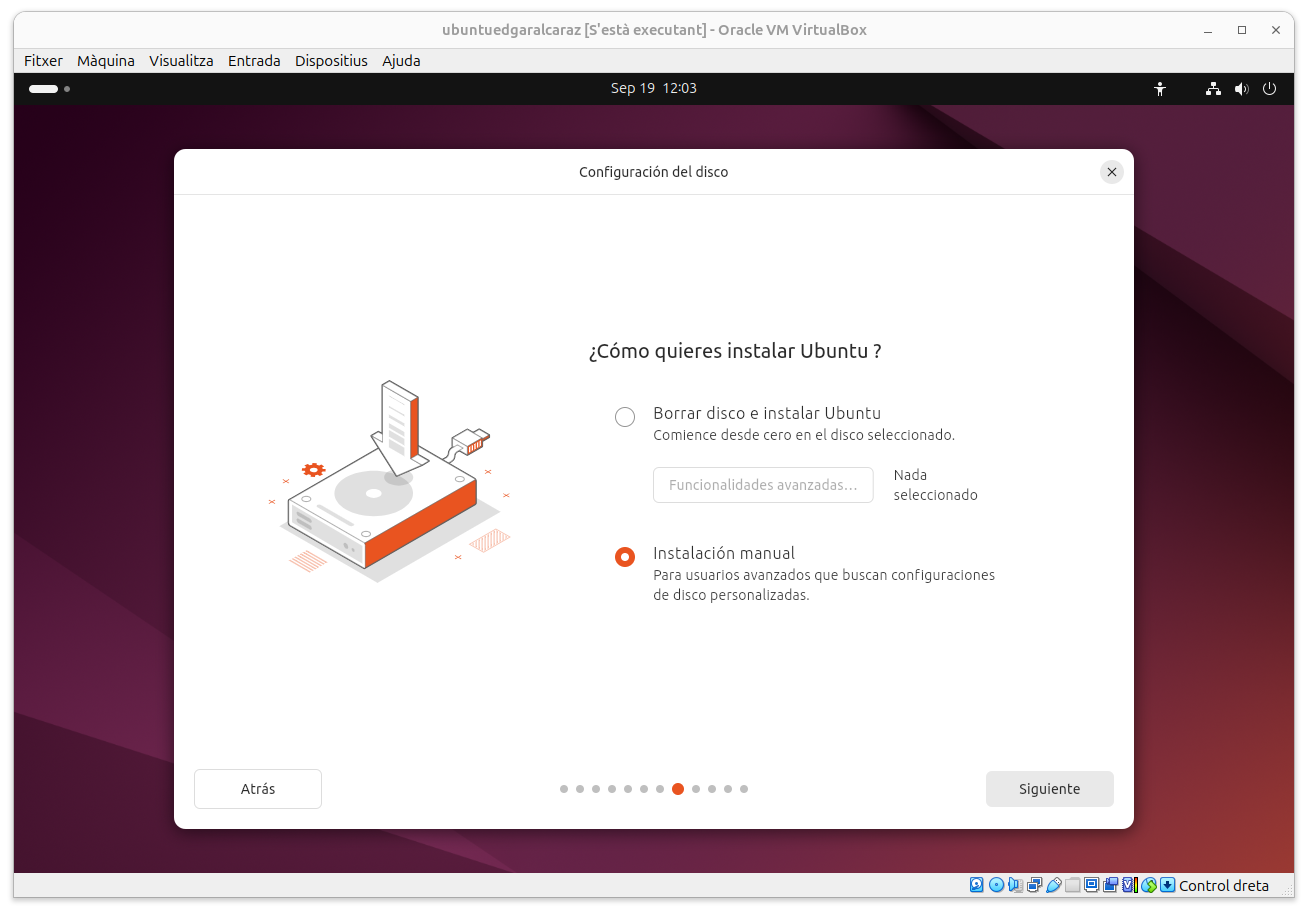 ubuntuedgaralcaraz [S'està executant] - Oracle VM VirtualBox
Fitxer Màquina Visualitza Entrada Dispositius Ajuda
Sep 19 12:03
Configuración del disco
¿Cómo quieres instalar Ubuntu ?
Borrar disco e instalar Ubuntu
Comience desde cero en el disco seleccionado.
Funcionalidades avanzadas...
Nada
seleccionado
Instalación manual
Para usuarios avanzados que buscan configuraciones
de disco personalizadas.
Atrás
Siguiente
Control dreta